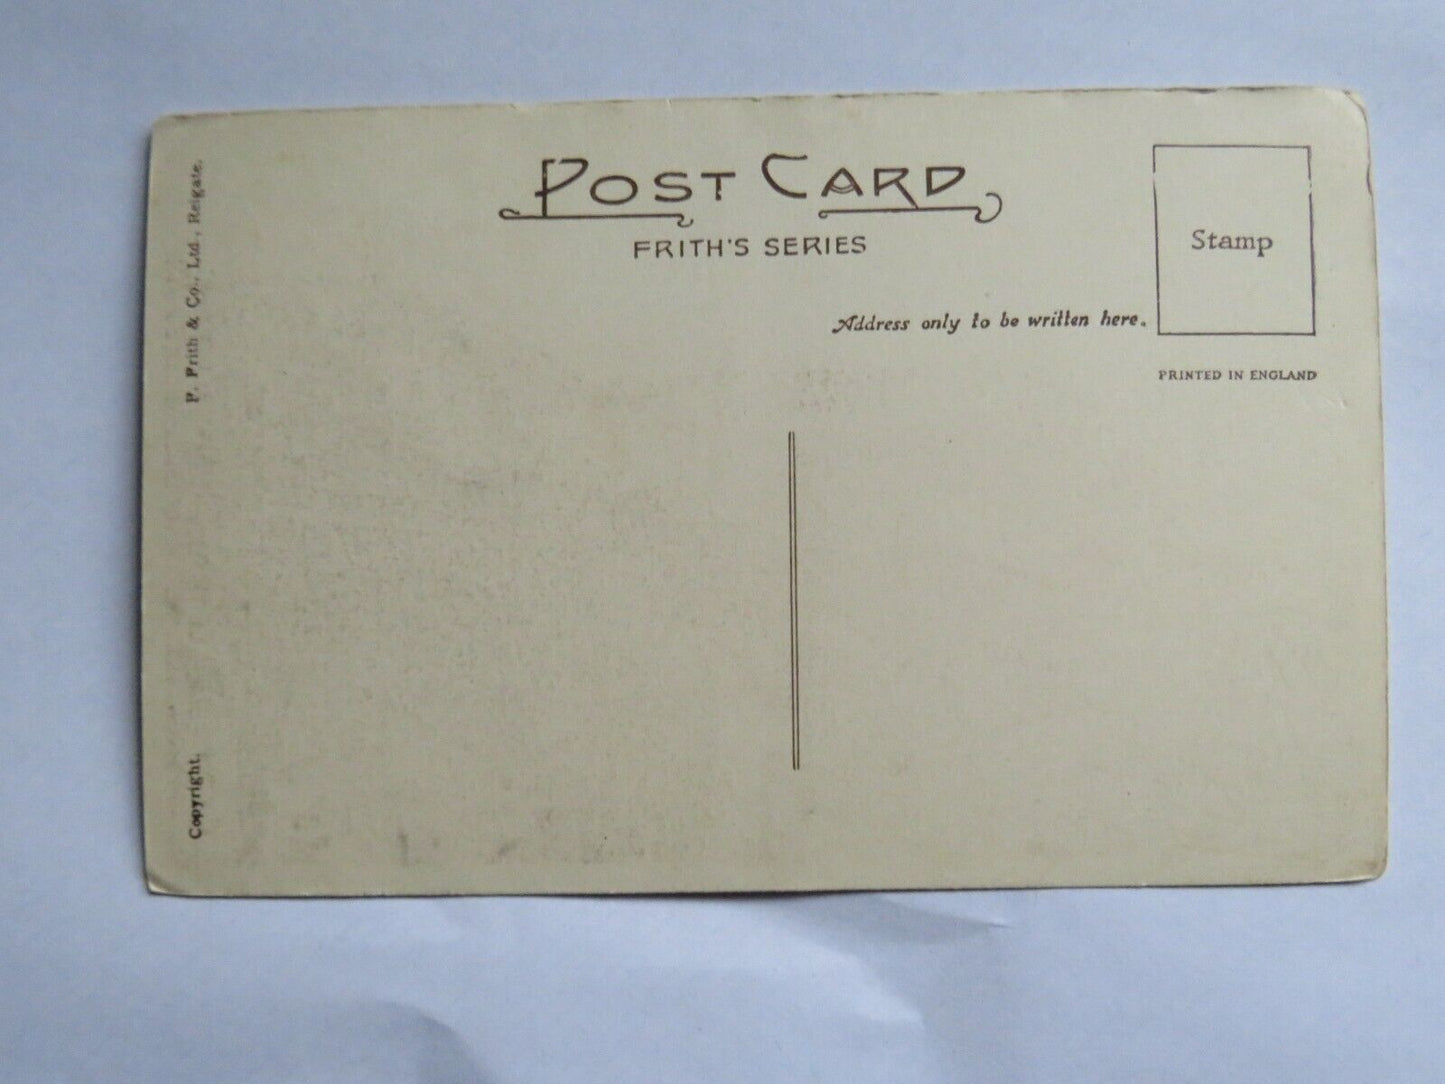 POST CARD
FRITH'S SERIES
Stamp
Address only to be written here.
PRINTED IN ENGLAND
F. Frith & Co., Ltd., Reigate.
Copyright.